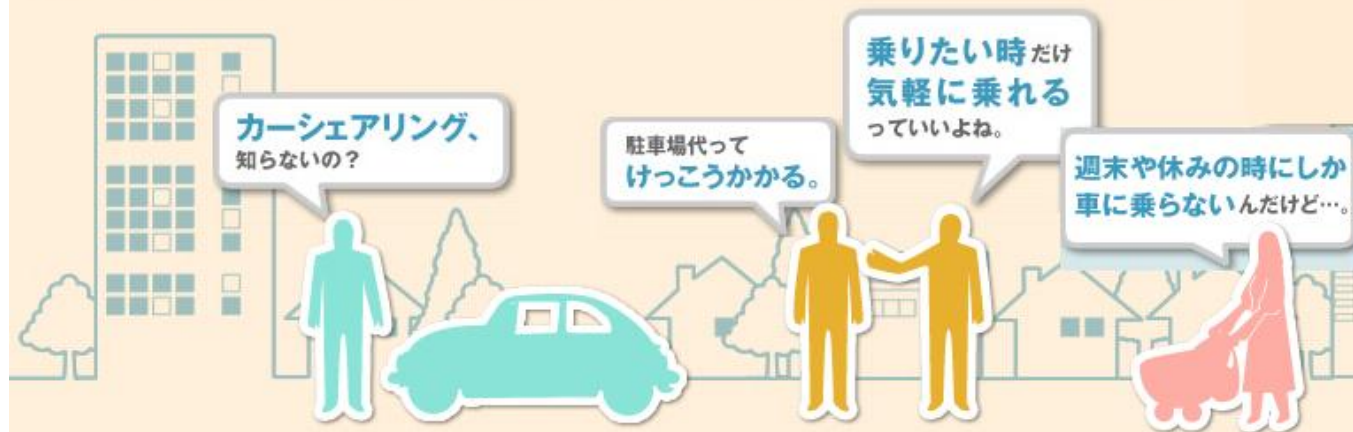 カーシェアリング、
知らないの？
駐車場代って
けっこうかかる。
乗りたい時だけ
気軽に乗れる
っていいよね。
週末や休みの時にしか
車に乗らないんだけど…。